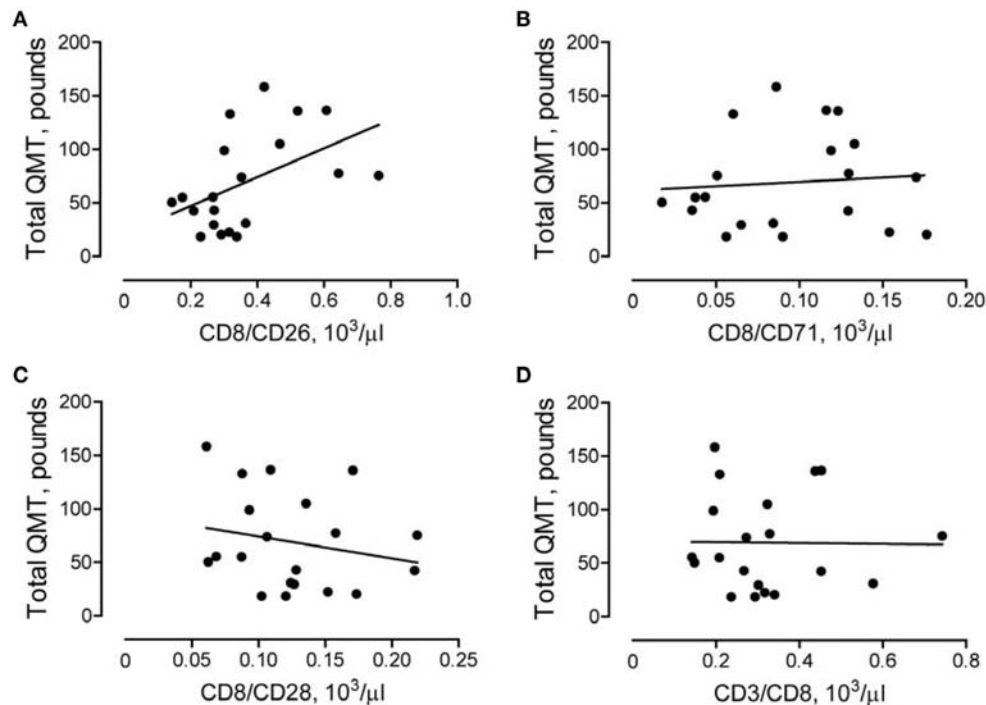 A
Total QMT, pounds
200
150
100
50
0
0 0.2 0.4 0.6 0.8 1.0
CD8/CD26, 10³/μl
B
Total QMT, pounds
200
150
100
50
0
0 0.05 0.10 0.15 0.20
CD8/CD71, 10³/μl
C
Total QMT, pounds
200
150
100
50
0
0 0.05 0.10 0.15 0.20 0.25
CD8/CD28, 10³/μl
D
Total QMT, pounds
200
150
100
50
0
0 0.2 0.4 0.6 0.8
CD3/CD8, 10³/μl